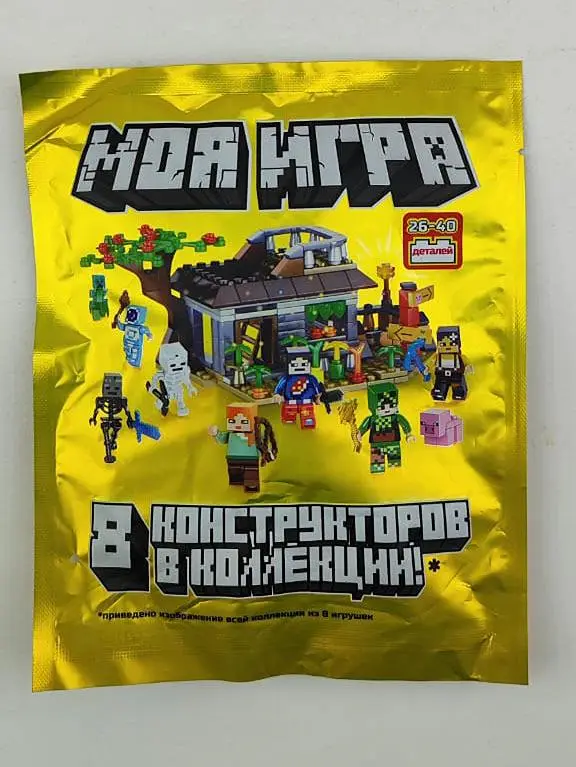 МОЯ ИГРА
26-40
деталей
8 КОНСТРУКТОРОВ
В КОЛЛЕКЦИИ!*
*приведено изображение всей коллекции из 8 игрушек